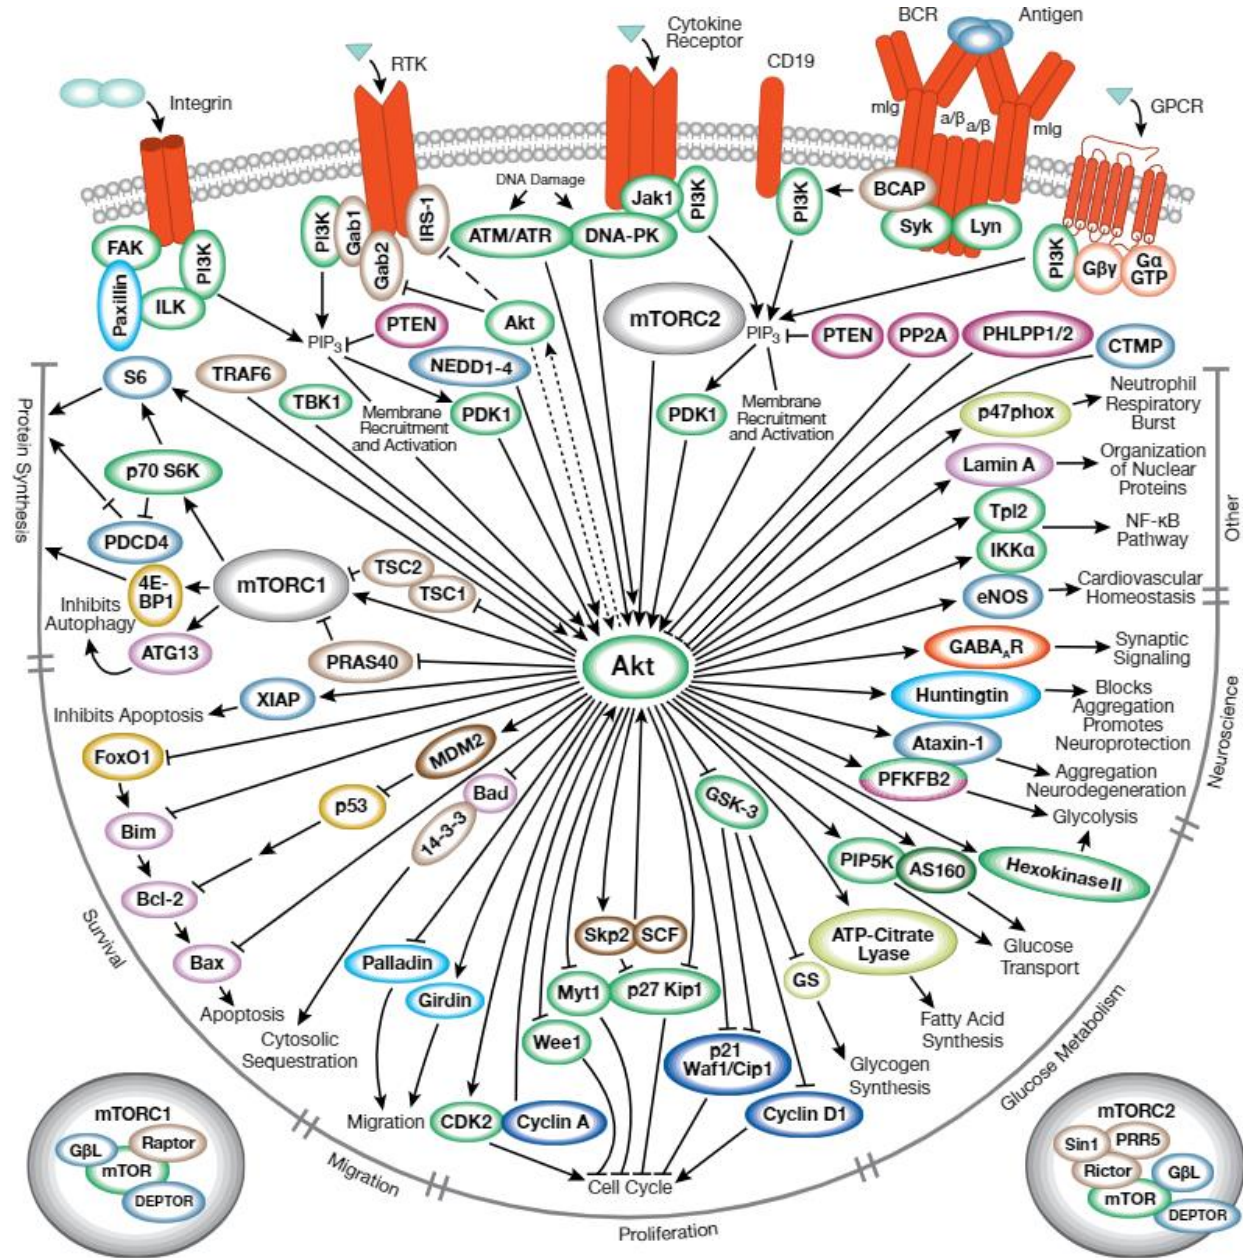 BCR
Antigen
Cytokine
Receptor
CD19
RTK
Integrin
mIg
a/β
a/β
mIg
GPCR
DNA Damage
Jak1
PI3K
PI3K
BCAP
Syk
Lyn
FAK
PI3K
Paxillin
ILK
PI3K
Gab1
Gab2
IRS-1
ATM/ATR
DNA-PK
PI3K
Gβγ
Gα
GTP
mTORC2
PIP3
PTEN
PP2A
PHLPP1/2
CTMP
PIP3
PTEN
Akt
NEDD1-4
S6
TRAF6
TBK1
PDK1
Membrane
Recruitment
and Activation
PDK1
Membrane
Recruitment
and Activation
p47phox
Neutrophil
Respiratory
Burst
Lamin A
Organization
of Nuclear
Proteins
Tpl2
IKKα
NF-κB
Pathway
eNOS
Cardiovascular
Homeostasis
Other
Protein Synthesis
p70 S6K
PDCD4
4E-
BP1
mTORC1
TSC2
TSC1
Inhibits
Autophagy
ATG13
PRAS40
Akt
GABAAR
Synaptic
Signaling
Huntingtin
Blocks
Aggregation
Promotes
Neuroprotection
Ataxin-1
Aggregation
Neurodegeneration
PFKFB2
Glycolysis
Neuroscience
XIAP
Inhibits Apoptosis
FoxO1
MDM2
Bad
14-3-3
p53
Bim
Bcl-2
Bax
Apoptosis
Survival
GSK-3
PIP5K
AS160
Hexokinase II
Glucose
Transport
ATP-Citrate
Lyase
Fatty Acid
Synthesis
GS
Glycogen
Synthesis
Glucose Metabolism
Skp2
SCF
Palladin
Girdin
Myt1
p27 Kip1
Wee1
p21
Waf1/Cip1
Cytosolic
Sequestration
Migration
CDK2
Cyclin A
Cyclin D1
Cell Cycle
Migration
Proliferation
mTORC1
GβL
Raptor
mTOR
DEPTOR
mTORC2
Sin1
PRR5
Rictor
GβL
mTOR
DEPTOR